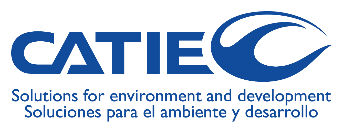 CATIE
Solutions for environment and development
Soluciones para el ambiente y desarrollo